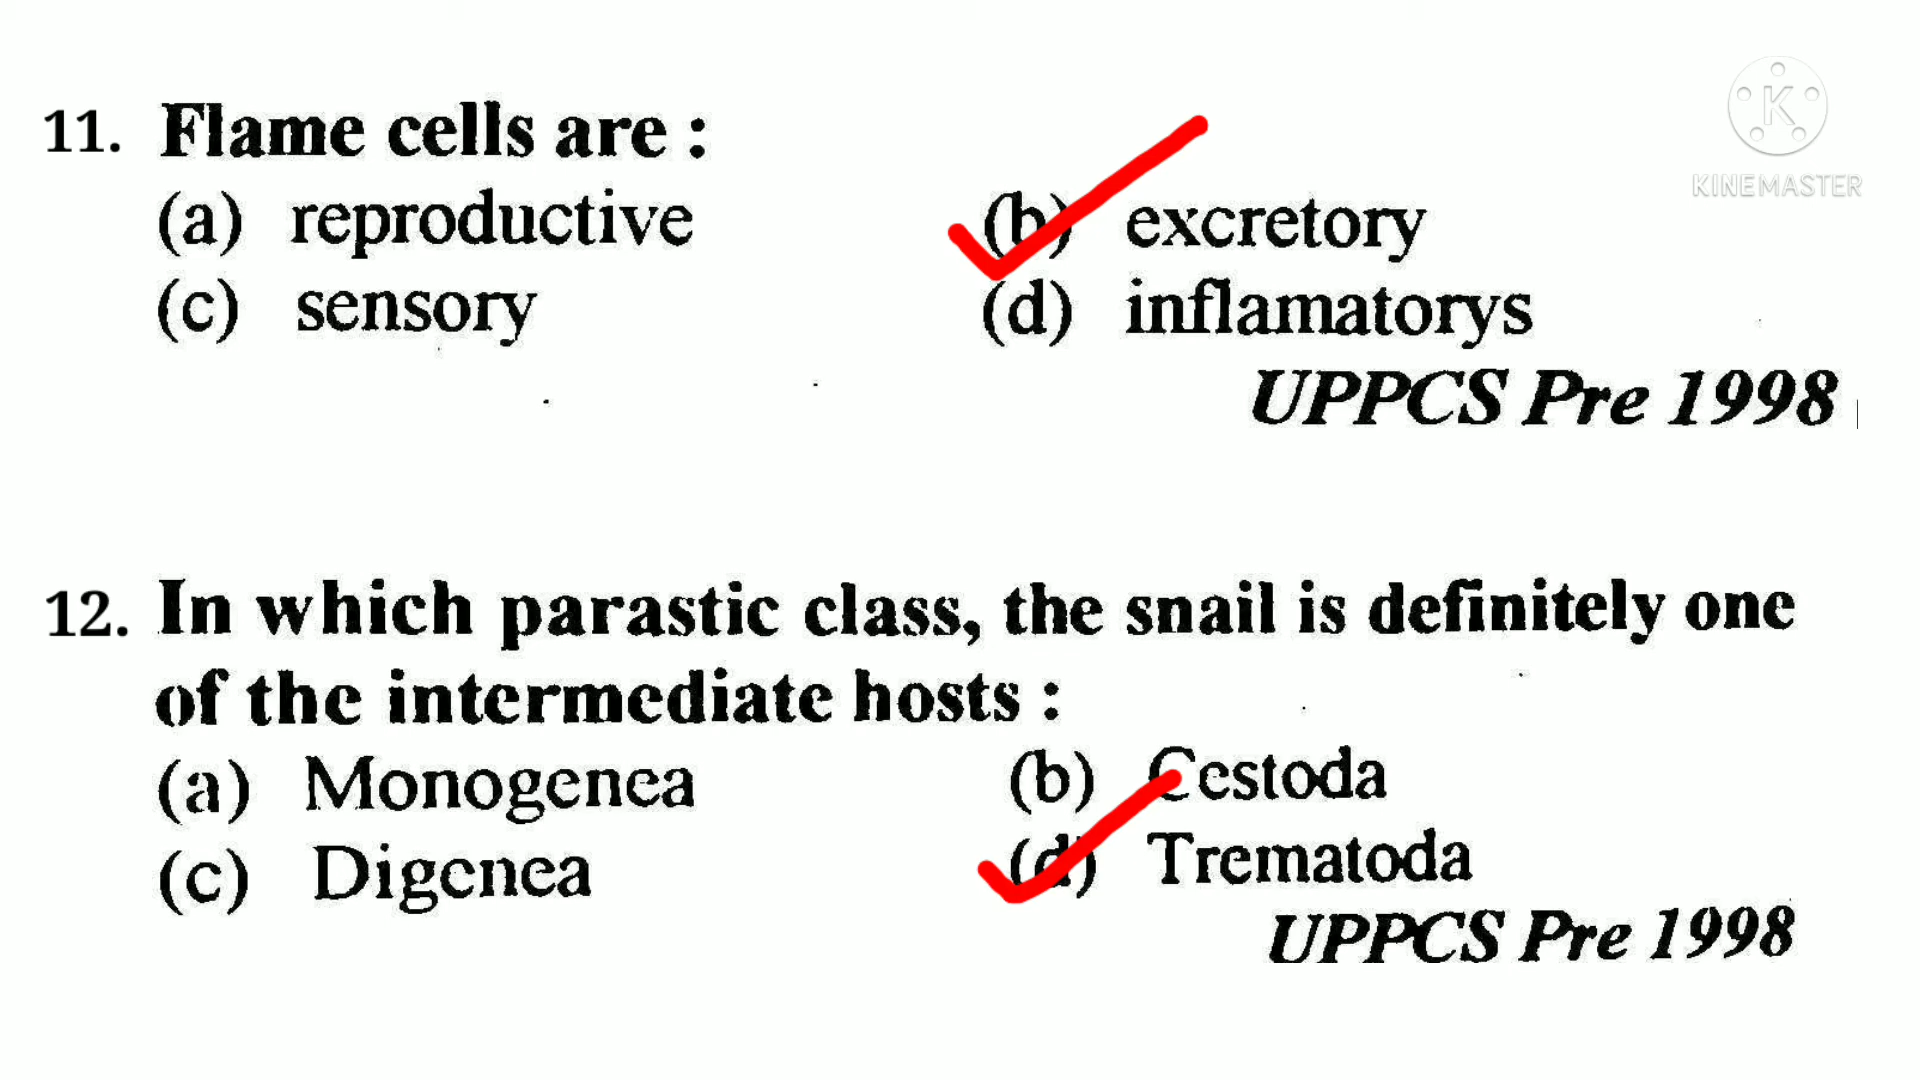 11. Flame cells are :
(a) reproductive (b) excretory
(c) sensory (d) inflamatorys
UPPCS Pre 1998
12. In which parastic class, the snail is definitely one
of the intermediate hosts :
(a) Monogenea (b) Cestoda
(c) Digenea (d) Trematoda
UPPCS Pre 1998
K
KINEMASTER